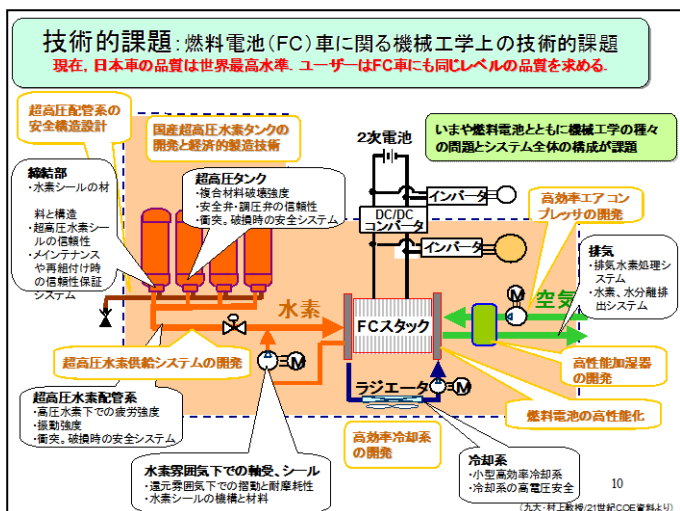 技術的課題:燃料電池(FC)車に関る機械工学上の技術的課題
現在,日本車の品質は世界最高水準. ユーザーはFC車にも同じレベルの品質を求める.
超高圧配管系の
安全構造設計
国産超高圧水素タンクの
開発と経済的製造技術
2次電池
いまや燃料電池とともに機械工学の種々
の問題とシステム全体の構成が課題
締結部
・水素シールの材
料と構造
・超高圧水素シー
ルの信頼性
・メインテナンス
や再組付け時
の信頼性保証
システム
超高圧タンク
・複合材料破壊強度
・安全弁・調圧弁の信頼性
・衝突。破損時の安全システム
インバータ
DC/DC
コンバータ
インバータ
高効率エアコン
プレッサの開発
排気
・排気水素処理シ
ステム
・水素、水分離排
出システム
水素
FCスタック
M
空気
超高圧水素供給システムの開発
M
ラジエータ
M
高性能加湿器
の開発
燃料電池の高性能化
超高圧水素配管系
・高圧水素下での疲労強度
・振動強度
・衝突。破損時の安全システム
高効率冷却系
の開発
水素雰囲気下での軸受、シール
・還元雰囲気下での摺動と耐摩耗性
・水素シールの機構と材料
冷却系
・小型高効率冷却系
・冷却系の高電圧安全
10
(九大・村上教授/21世紀COE資料より)